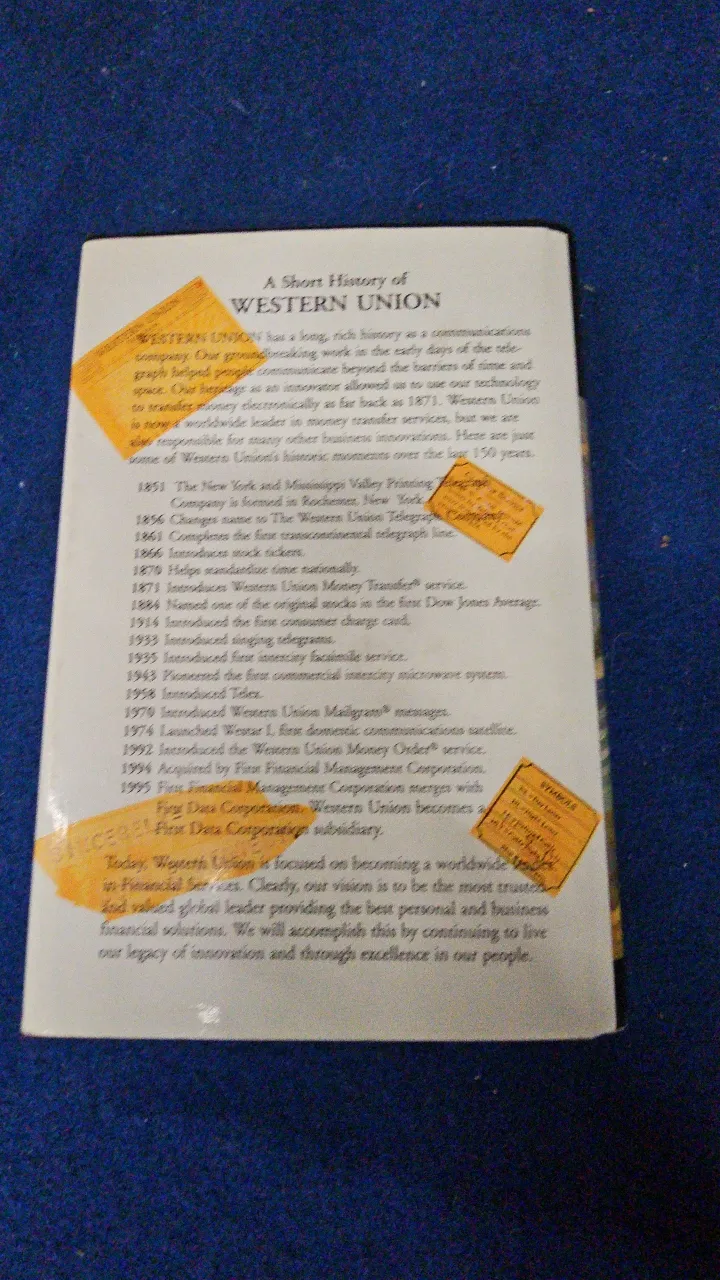 A Short History of
WESTERN UNION
WESTERN UNION has a long, rich history as a communications
company. Our groundbreaking work in the early days of the tele-
graph helped people communicate beyond the barriers of time and
space. Our heritage as an innovator allowed us to use our technology
to transfer money electronically as far back as 1871. Western Union
is now a worldwide leader in money transfer services, but we are
also responsible for many other business innovations. Here are just
some of Western Union's historic moments over the last 150 years.
1851 The New York and Mississippi Valley Printing Telegraph
Company is formed in Rochester, New York.
1856 Changes name to The Western Union Telegraph Company.
1861 Completes the first transcontinental telegraph line.
1866 Introduces stock tickers.
1870 Helps standardize time nationally.
1871 Introduces Western Union Money Transfer® service.
1884 Named one of the original stocks in the first Dow Jones Average.
1914 Introduced the first consumer charge card.
1933 Introduced singing telegrams.
1935 Introduced first intercity facsimile service.
1943 Pioneered the first commercial intercity microwave system.
1958 Introduced Telex.
1970 Introduced Western Union Mailgram® messages.
1974 Launched Westar I, first domestic communications satellite.
1992 Introduced the Western Union Money Order® service.
1994 Acquired by First Financial Management Corporation.
1995 First Financial Management Corporation merges with
First Data Corporation. Western Union becomes a
First Data Corporation subsidiary.
SYMBOLS
SINCEREL
Today, Western Union is focused on becoming a worldwide leader
in Financial Services. Clearly, our vision is to be the most trusted
and valued global leader providing the best personal and business
financial solutions. We will accomplish this by continuing to live
our legacy of innovation and through excellence in our people.